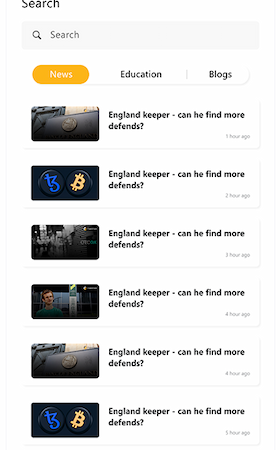 Search
Search
News
Education
Blogs
England keeper - can he find more
defends?
1 hour ago
England keeper - can he find more
defends?
2 hour ago
England keeper - can he find more
defends?
3 hour ago
England keeper - can he find more
defends?
4 hour ago
England keeper - can he find more
defends?
4 hour ago
England keeper - can he find more
defends?
5 hour ago